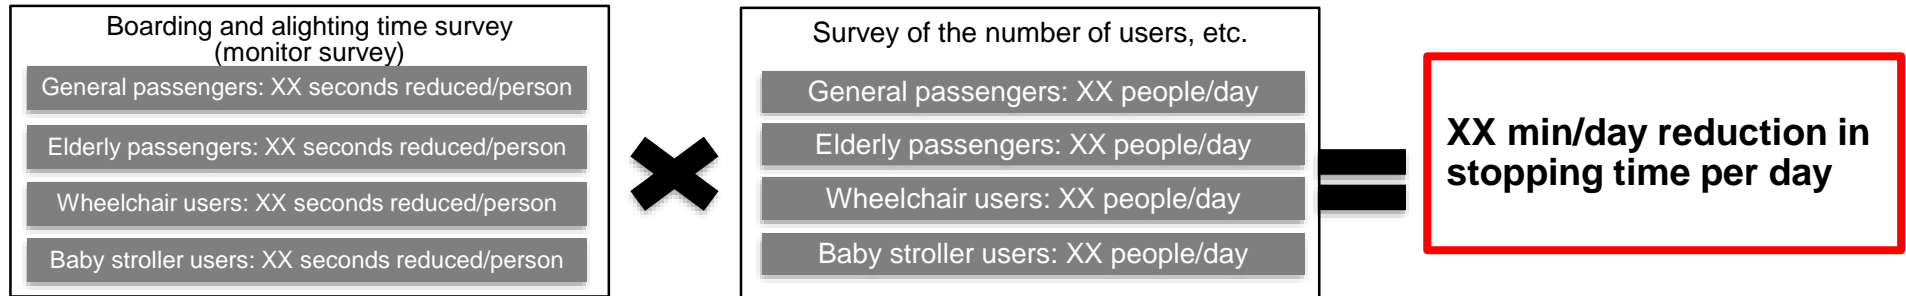 Boarding and alighting time survey
(monitor survey)
General passengers: XX seconds reduced/person
Elderly passengers: XX seconds reduced/person
Wheelchair users: XX seconds reduced/person
Baby stroller users: XX seconds reduced/person
Survey of the number of users, etc.
General passengers: XX people/day
Elderly passengers: XX people/day
Wheelchair users: XX people/day
Baby stroller users: XX people/day
XX min/day reduction in
stopping time per day